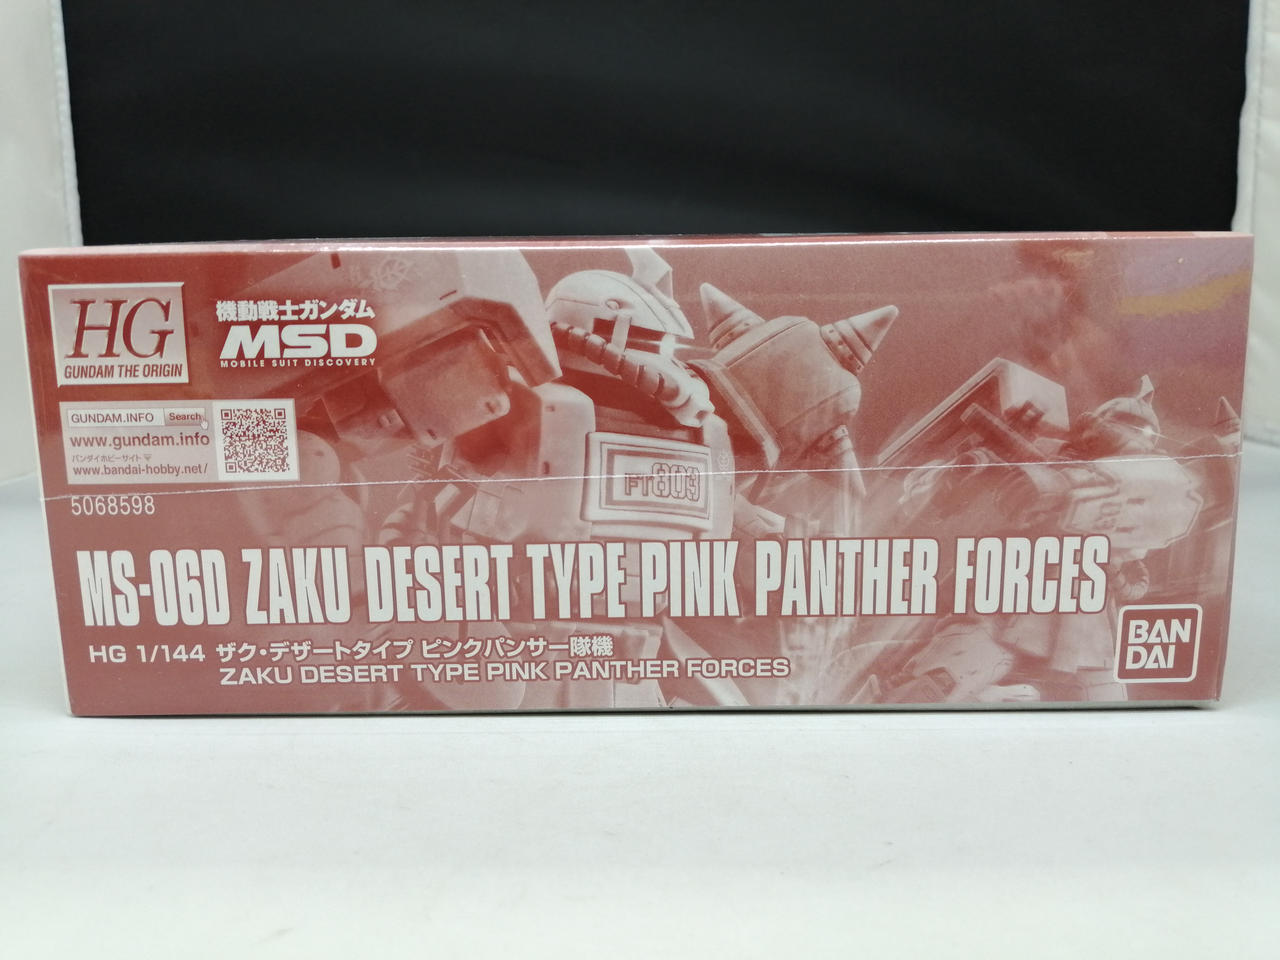 HG
GUNDAM THE ORIGIN
機動戦士ガンダム
MSD
MOBILE SUIT DISCOVERY
GUNDAM.INFO Search
www.gundam.info
バンダイホビーサイト
www.bandai-hobby.net/
5068598
MS-06D ZAKU DESERT TYPE PINK PANTHER FORCES
HG 1/144 ザク・デザートタイプ ピンクパンサー隊機
ZAKU DESERT TYPE PINK PANTHER FORCES
BAN
DAI